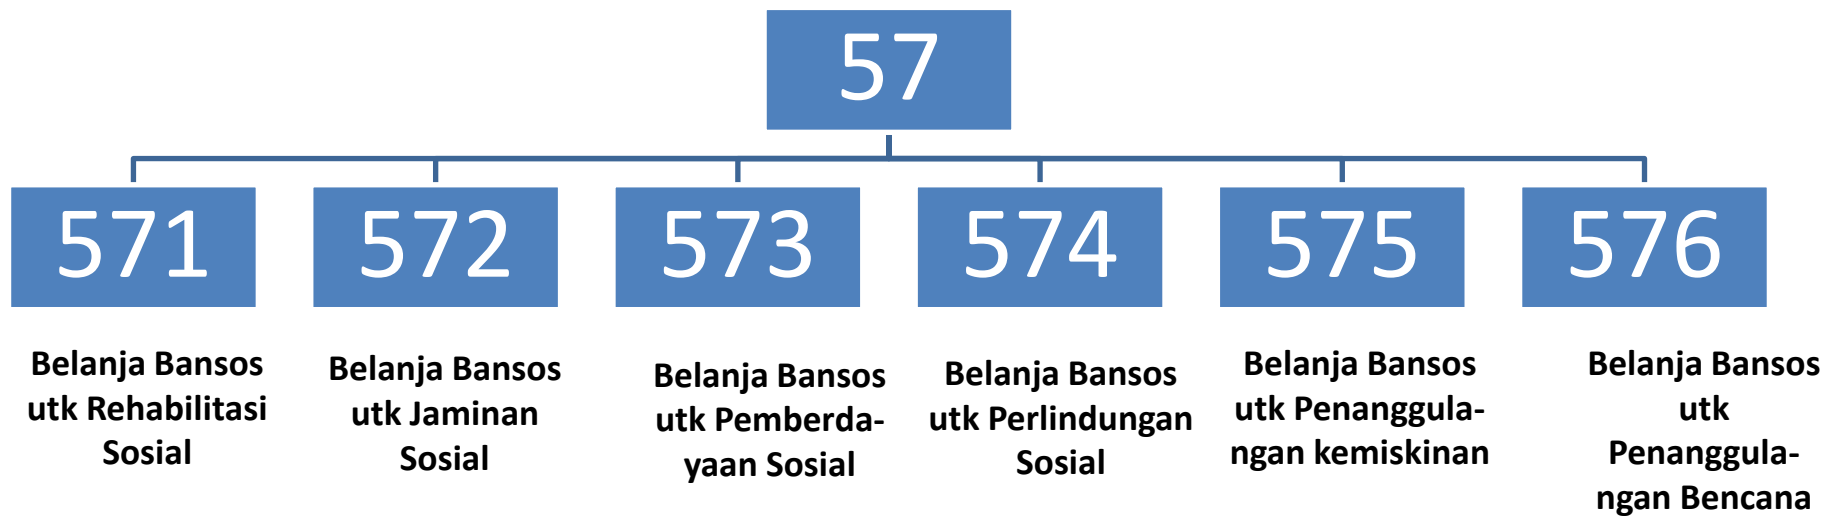 57
571
572
573
574
575
576
Belanja Bansos
utk Rehabilitasi
Sosial
Belanja Bansos
utk Jaminan
Sosial
Belanja Bansos
utk Pemberda-
yaan Sosial
Belanja Bansos
utk Perlindungan
Sosial
Belanja Bansos
utk Penanggula-
ngan kemiskinan
Belanja Bansos
utk
Penanggula-
ngan Bencana